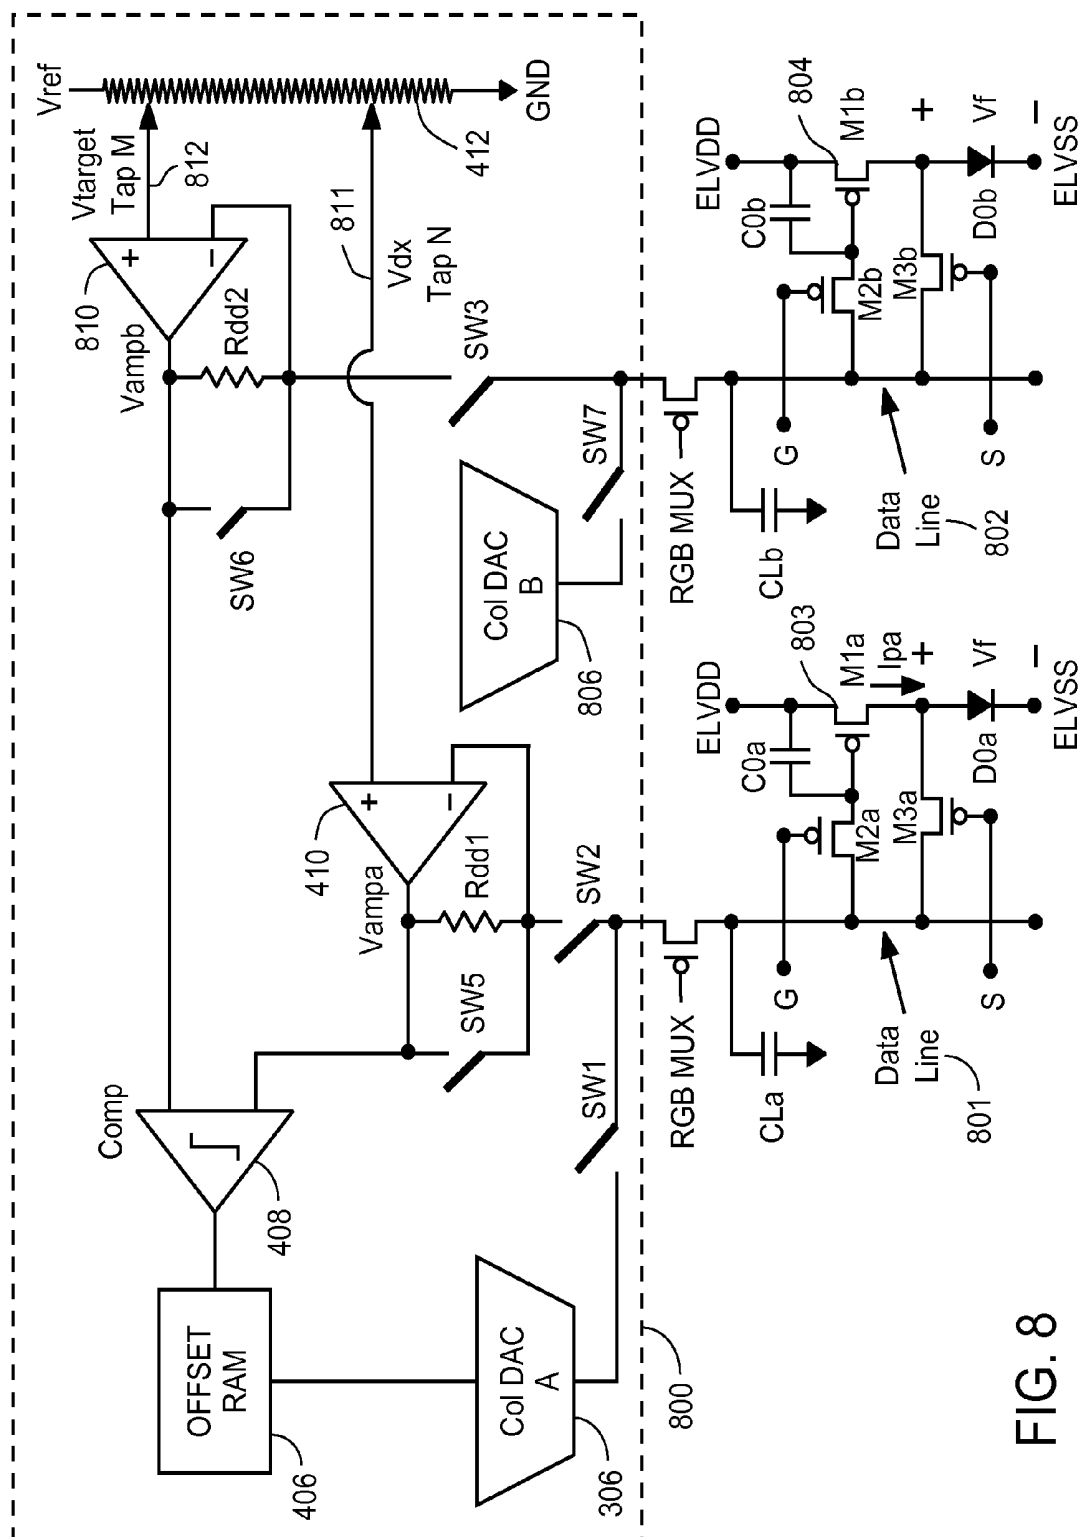 Vref
Vtarget
Tap M
812
810
Vampb
Rdd2
SW6
811
Vdx
Tap N
412
GND
SW3
SW7
Col DAC
B
806
410
Vampa
Rdd1
SW5
SW2
SW1
Comp
408
OFFSET
RAM
406
Col DAC
A
306
800
+
−
+
−
RGB MUX
CLb
G
Data
Line
802
S
M2b
M3b
C0b
ELVDD
804
M1b
+
Vf
−
D0b
ELVSS
RGB MUX
CLa
G
Data
Line
801
S
M2a
M3a
C0a
ELVDD
803
M1a
Ipa
+
Vf
−
D0a
ELVSS
FIG. 8